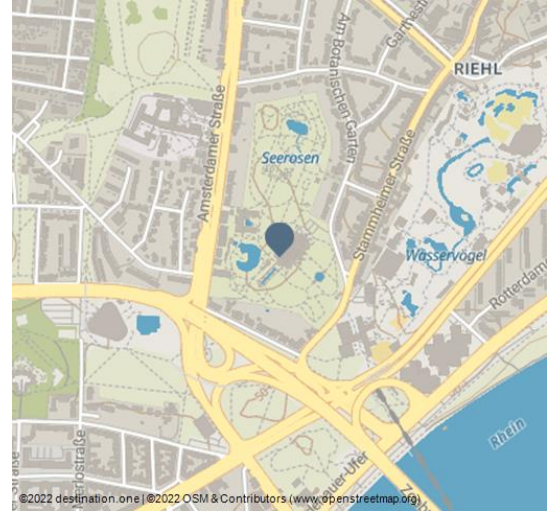 RIEHL
Am Botanischen Garten
Amsterdamer Straße
Seerosen
Stammheimer Straße
Wasservögel
Rhein
©2022 destination.one | ©2022 OSM & Contributors (www.openstreetmap.org)